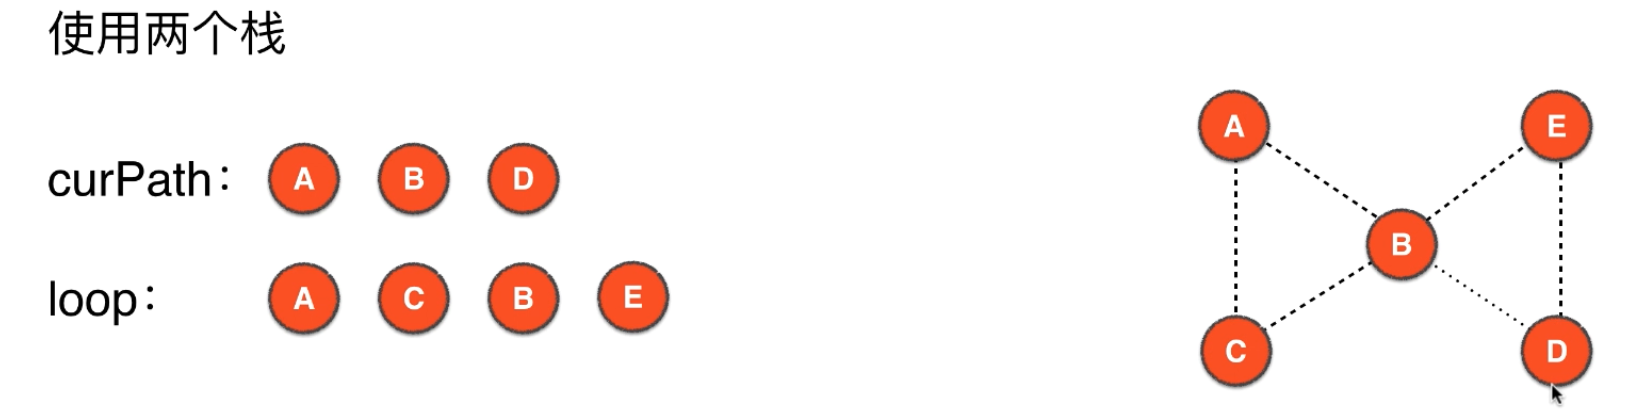 使用两个栈
curPath： A B D
loop： A C B E
A E
B
C D